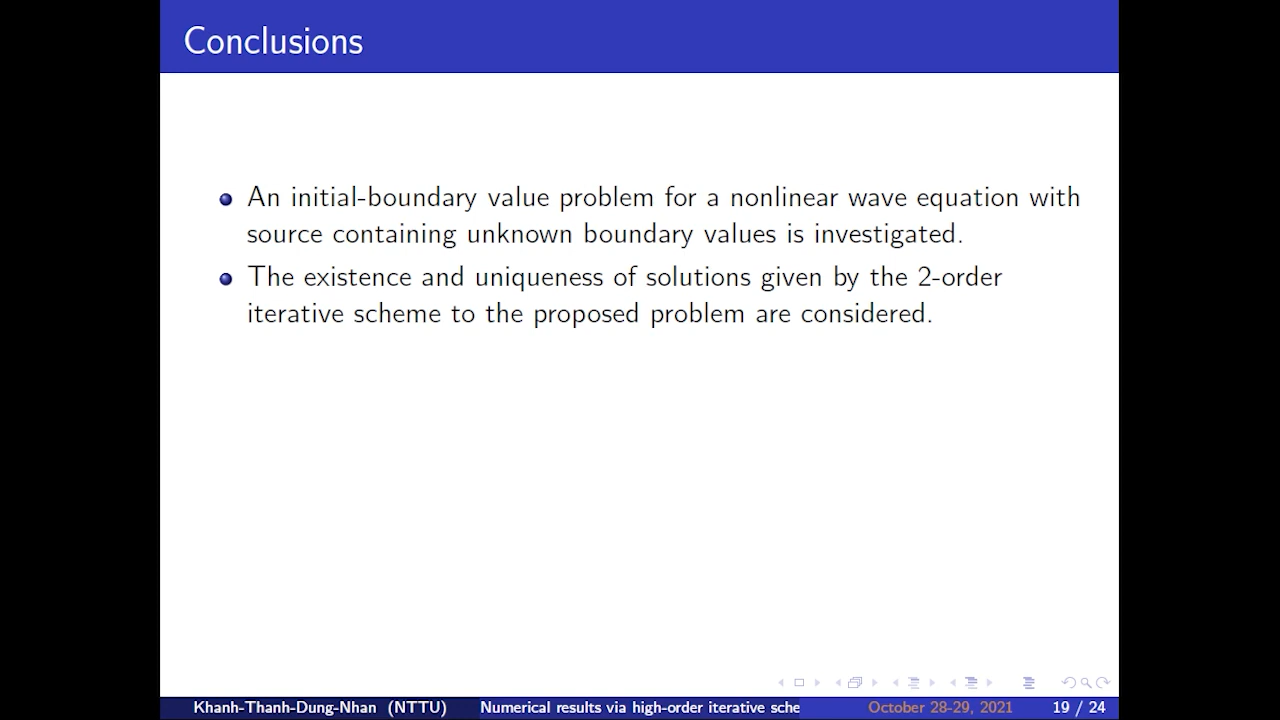 Conclusions
An initial-boundary value problem for a nonlinear wave equation with
source containing unknown boundary values is investigated.
The existence and uniqueness of solutions given by the 2-order
iterative scheme to the proposed problem are considered.
Khanh-Thanh-Dung-Nhan (NTTU) Numerical results via high-order iterative sche October 28-29, 2021 19 / 24